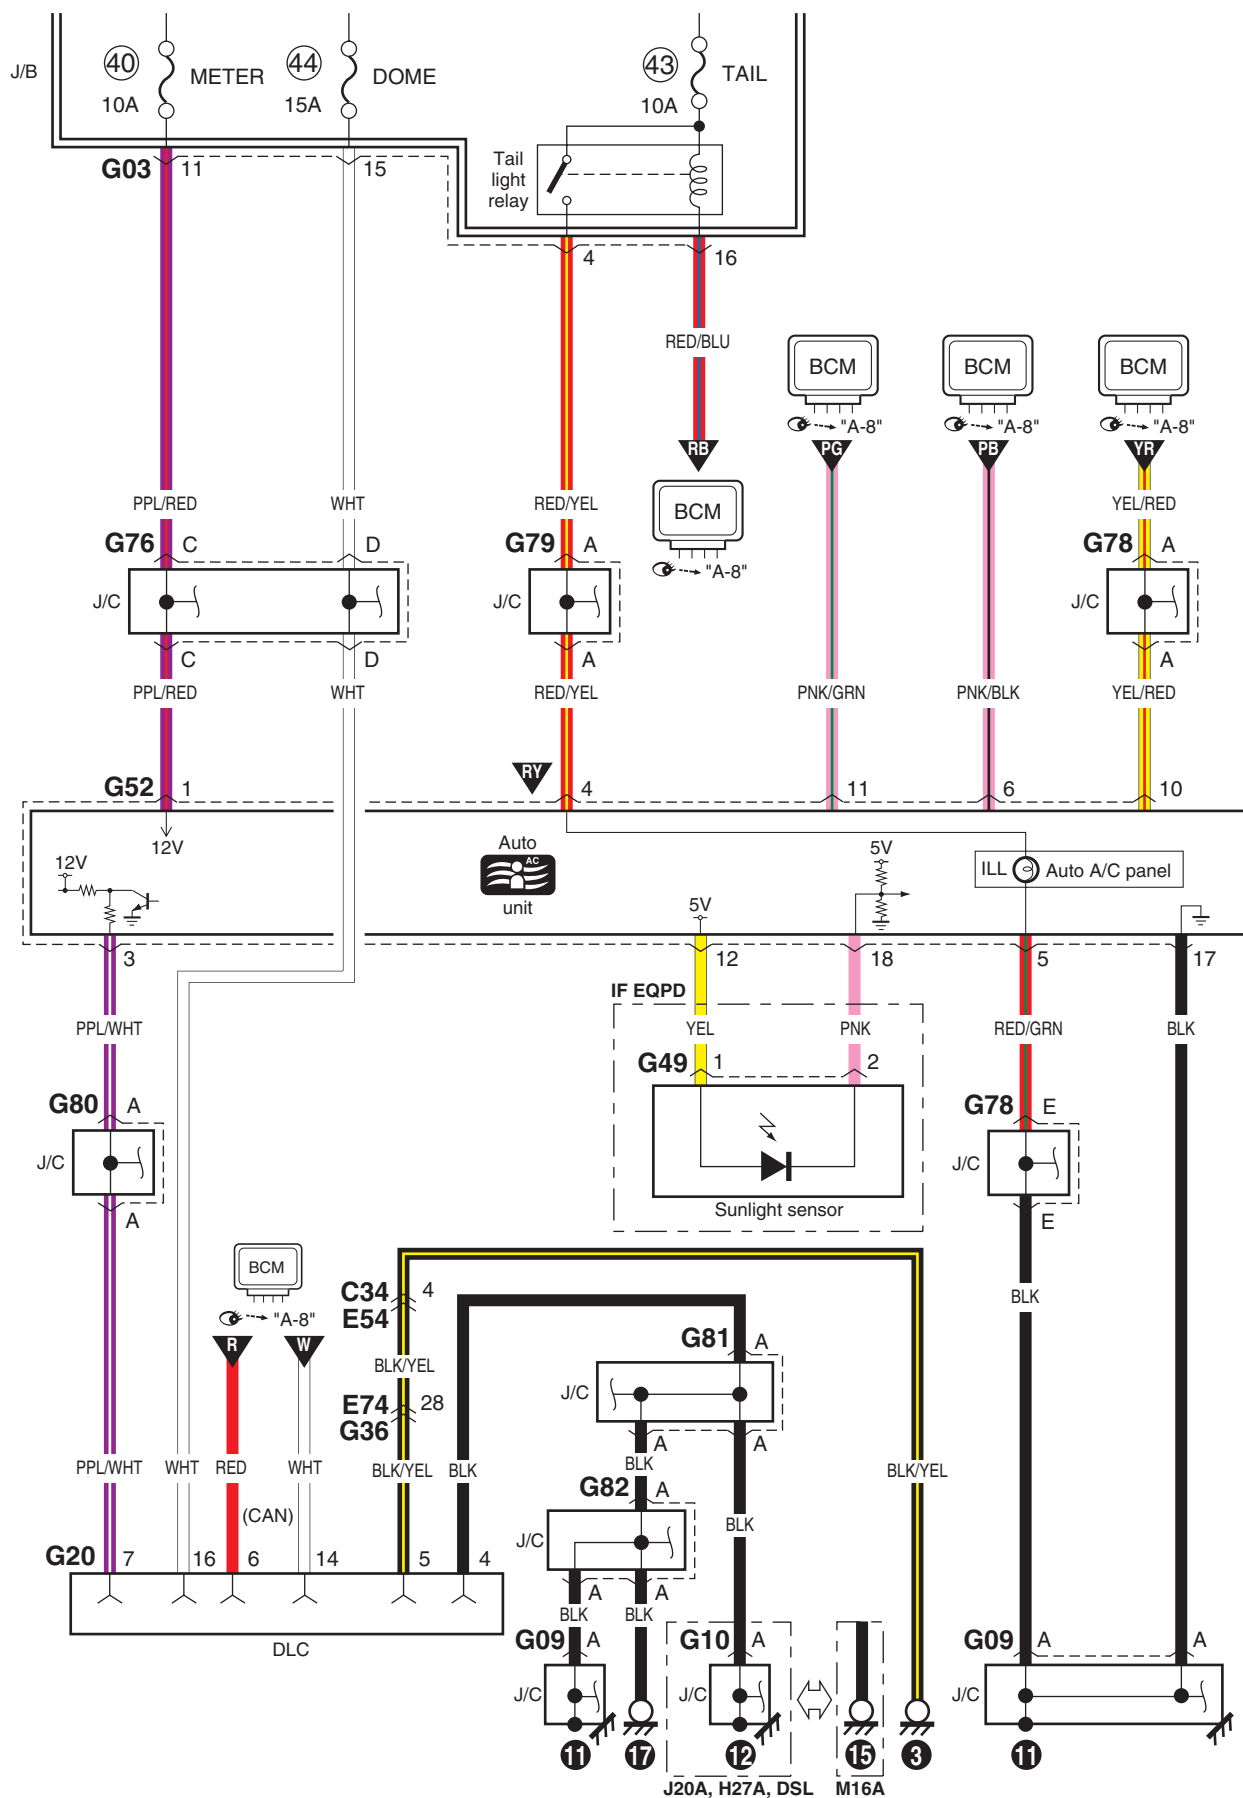 J/B
40
10A
METER
44
15A
DOME
43
10A
TAIL
Tail
light
relay
G03
11
15
4
16
RED/BLU
BCM
"A-8"
BCM
"A-8"
BCM
"A-8"
RB
PG
PB
YR
BCM
"A-8"
PPL/RED
WHT
RED/YEL
YEL/RED
G76
C
D
G79
A
G78
A
J/C
J/C
J/C
C
D
A
A
PPL/RED
WHT
RED/YEL
PNK/GRN
PNK/BLK
YEL/RED
RY
G52
1
4
11
6
10
12V
12V
Auto
AC
unit
5V
5V
ILL
Auto A/C panel
3
12
18
5
17
IF EQPD
PPL/WHT
YEL
PNK
RED/GRN
BLK
G49
1
2
G80
A
G78
E
J/C
J/C
Sunlight sensor
A
E
BCM
"A-8"
R
W
C34
4
E54
BLK
G81
A
BLK/YEL
J/C
E74
28
G36
A
A
PPL/WHT
WHT
RED
WHT
BLK/YEL
BLK
BLK
BLK/YEL
G82
A
(CAN)
BLK
J/C
G20
7
16
6
14
5
4
A
A
BLK
BLK
DLC
G09
A
G10
A
G09
A
A
J/C
J/C
J/C
11
17
12
15
3
11
J20A, H27A, DSL
M16A